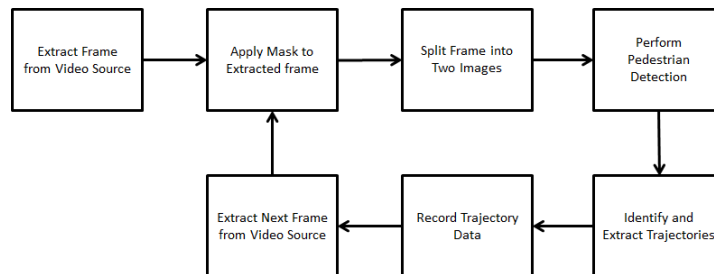 Extract Frame
from Video Source
Apply Mask to
Extracted frame
Split Frame into
Two Images
Perform
Pedestrian
Detection
Extract Next Frame
from Video Source
Record Trajectory
Data
Identify and
Extract Trajectories